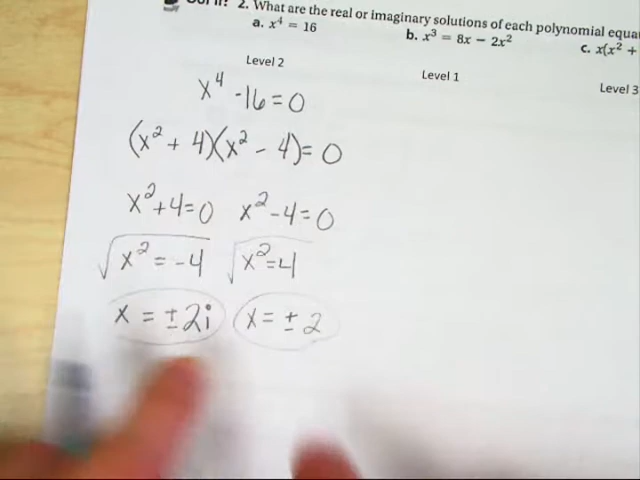 2. What are the real or imaginary solutions of each polynomial
a. x⁴ = 16
b. x³ = 8x − 2x²
c. x(x² +
Level 2
Level 1
Level 3
x⁴ -16 = 0
(x² + 4)(x² - 4) = 0
x²+4=0 x²-4=0
√x² = -4 √x²=4
x = ±2i x = ±2